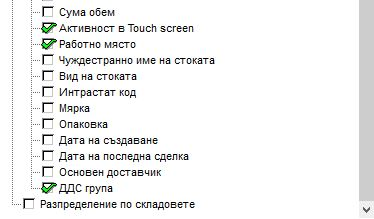 Сума обем
Активност в Touch screen
Работно място
Чуждестранно име на стоката
Вид на стоката
Интрастат код
Мярка
Опаковка
Дата на създаване
Дата на последна сделка
Основен доставчик
ДДС група
Разпределение по складовете